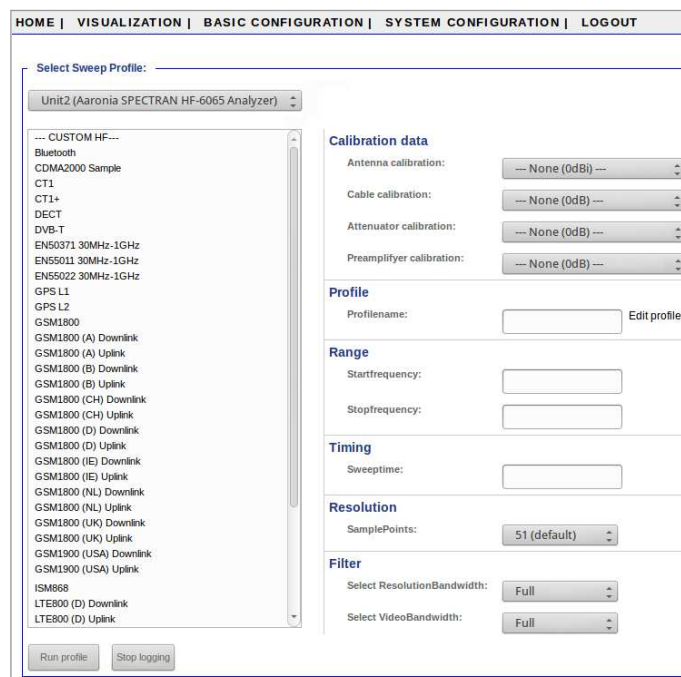 HOME | VISUALIZATION | BASIC CONFIGURATION | SYSTEM CONFIGURATION | LOGOUT
Select Sweep Profile:
Unit2 (Aaronia SPECTRAN HF-6065 Analyzer)
--- CUSTOM HF---
Bluetooth
CDMA2000 Sample
CT1
CT1+
DECT
DVB-T
EN50371 30MHz-1GHz
EN55011 30MHz-1GHz
EN55022 30MHz-1GHz
GPS L1
GPS L2
GSM1800
GSM1800 (A) Downlink
GSM1800 (A) Uplink
GSM1800 (B) Downlink
GSM1800 (B) Uplink
GSM1800 (CH) Downlink
GSM1800 (CH) Uplink
GSM1800 (D) Downlink
GSM1800 (D) Uplink
GSM1800 (IE) Downlink
GSM1800 (IE) Uplink
GSM1800 (NL) Downlink
GSM1800 (NL) Uplink
GSM1800 (UK) Downlink
GSM1800 (UK) Uplink
GSM1900 (USA) Downlink
GSM1900 (USA) Uplink
ISM868
LTE800 (D) Downlink
LTE800 (D) Uplink
Run profile Stop logging
Calibration data
Antenna calibration: --- None (0dBi) ---
Cable calibration: --- None (0dB) ---
Attenuator calibration: --- None (0dB) ---
Preamplifyer calibration: --- None (0dB) ---
Profile
Profilename: Edit profile
Range
Startfrequency:
Stopfrequency:
Timing
Sweeptime:
Resolution
SamplePoints: 51 (default)
Filter
Select ResolutionBandwidth: Full
Select VideoBandwidth: Full